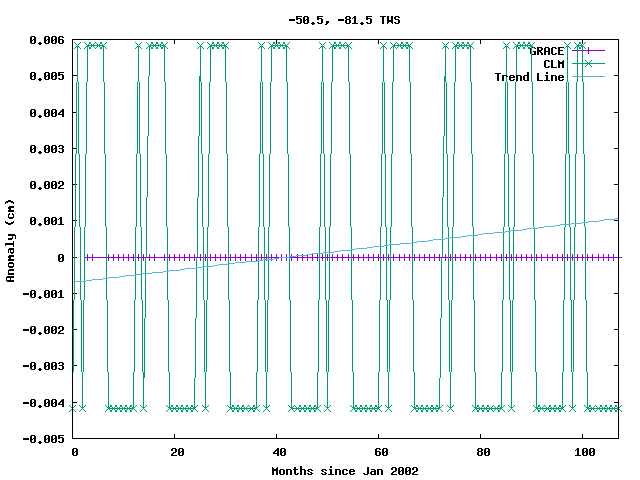 -50.5, -81.5 TWS
0.006
GRACE
CLM
Trend Line
0.005
0.004
0.003
0.002
0.001
0
-0.001
-0.002
-0.003
-0.004
-0.005
Anomaly (cm)
0 20 40 60 80 100
Months since Jan 2002